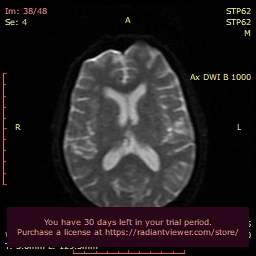 Im: 38/48 STP62
Se: 4 STP62
A M
Ax DWI B 1000
R L
You have 30 days left in your trial period.
Purchase a license at https://radiantviewer.com/store/